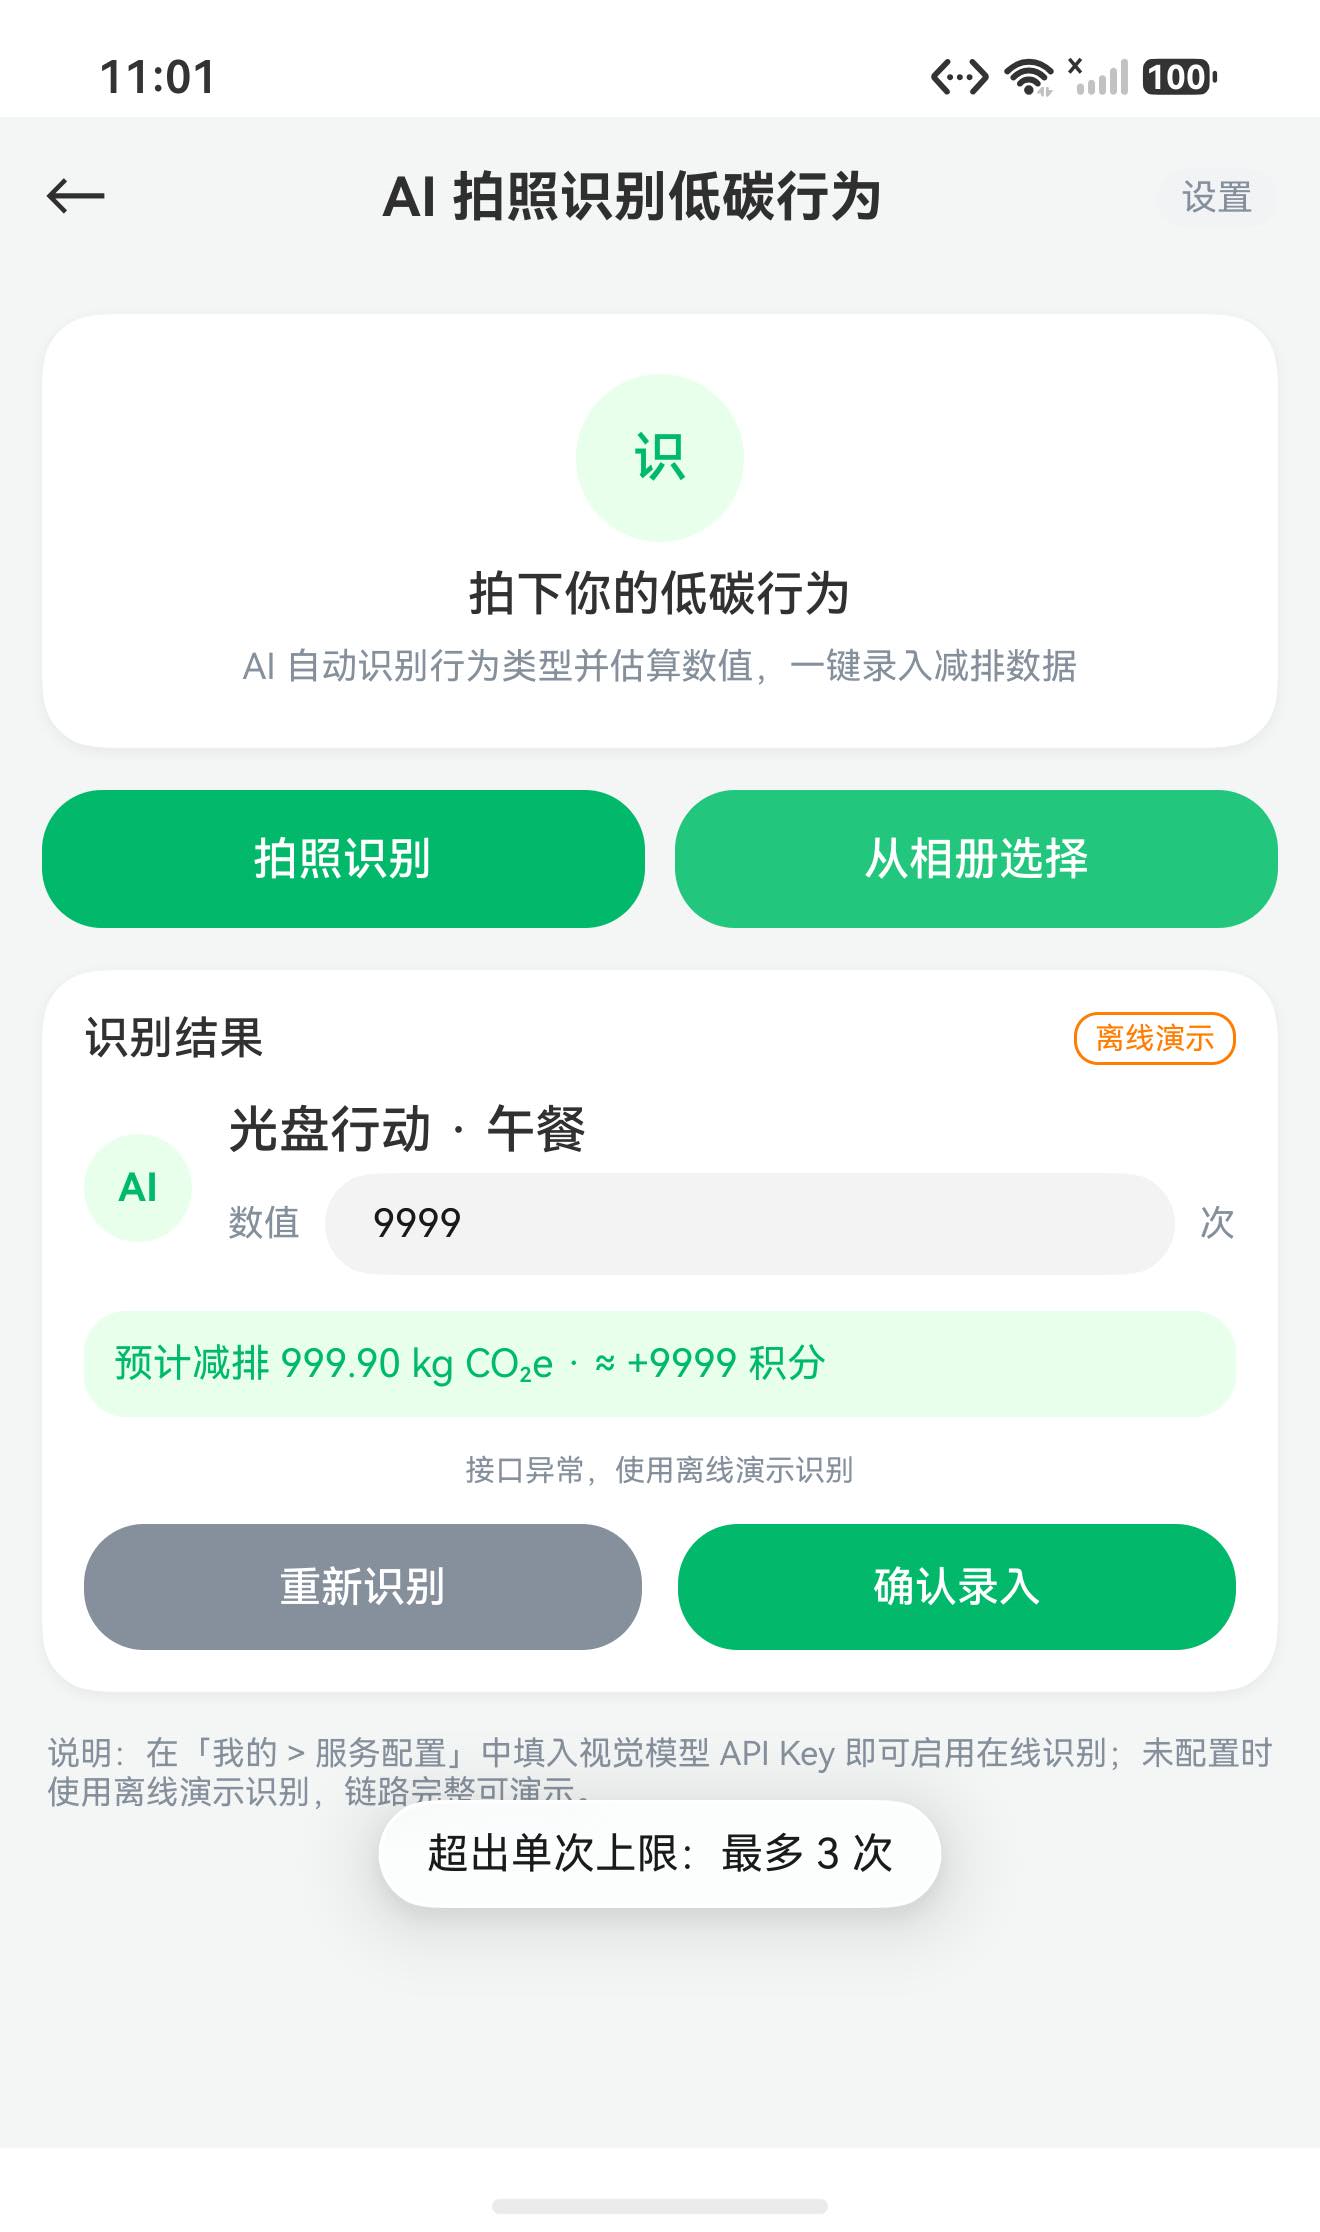 11:01
100
AI 拍照识别低碳行为
设置
识
拍下你的低碳行为
AI 自动识别行为类型并估算数值，一键录入减排数据
拍照识别
从相册选择
识别结果
离线演示
光盘行动 · 午餐
AI
数值
9999
次
预计减排 999.90 kg CO₂e · ≈ +9999 积分
接口异常，使用离线演示识别
重新识别
确认录入
说明：在「我的 > 服务配置」中填入视觉模型 API Key 即可启用在线识别；未配置时
使用离线演示识别，链路完整可演示。
超出单次上限：最多 3 次